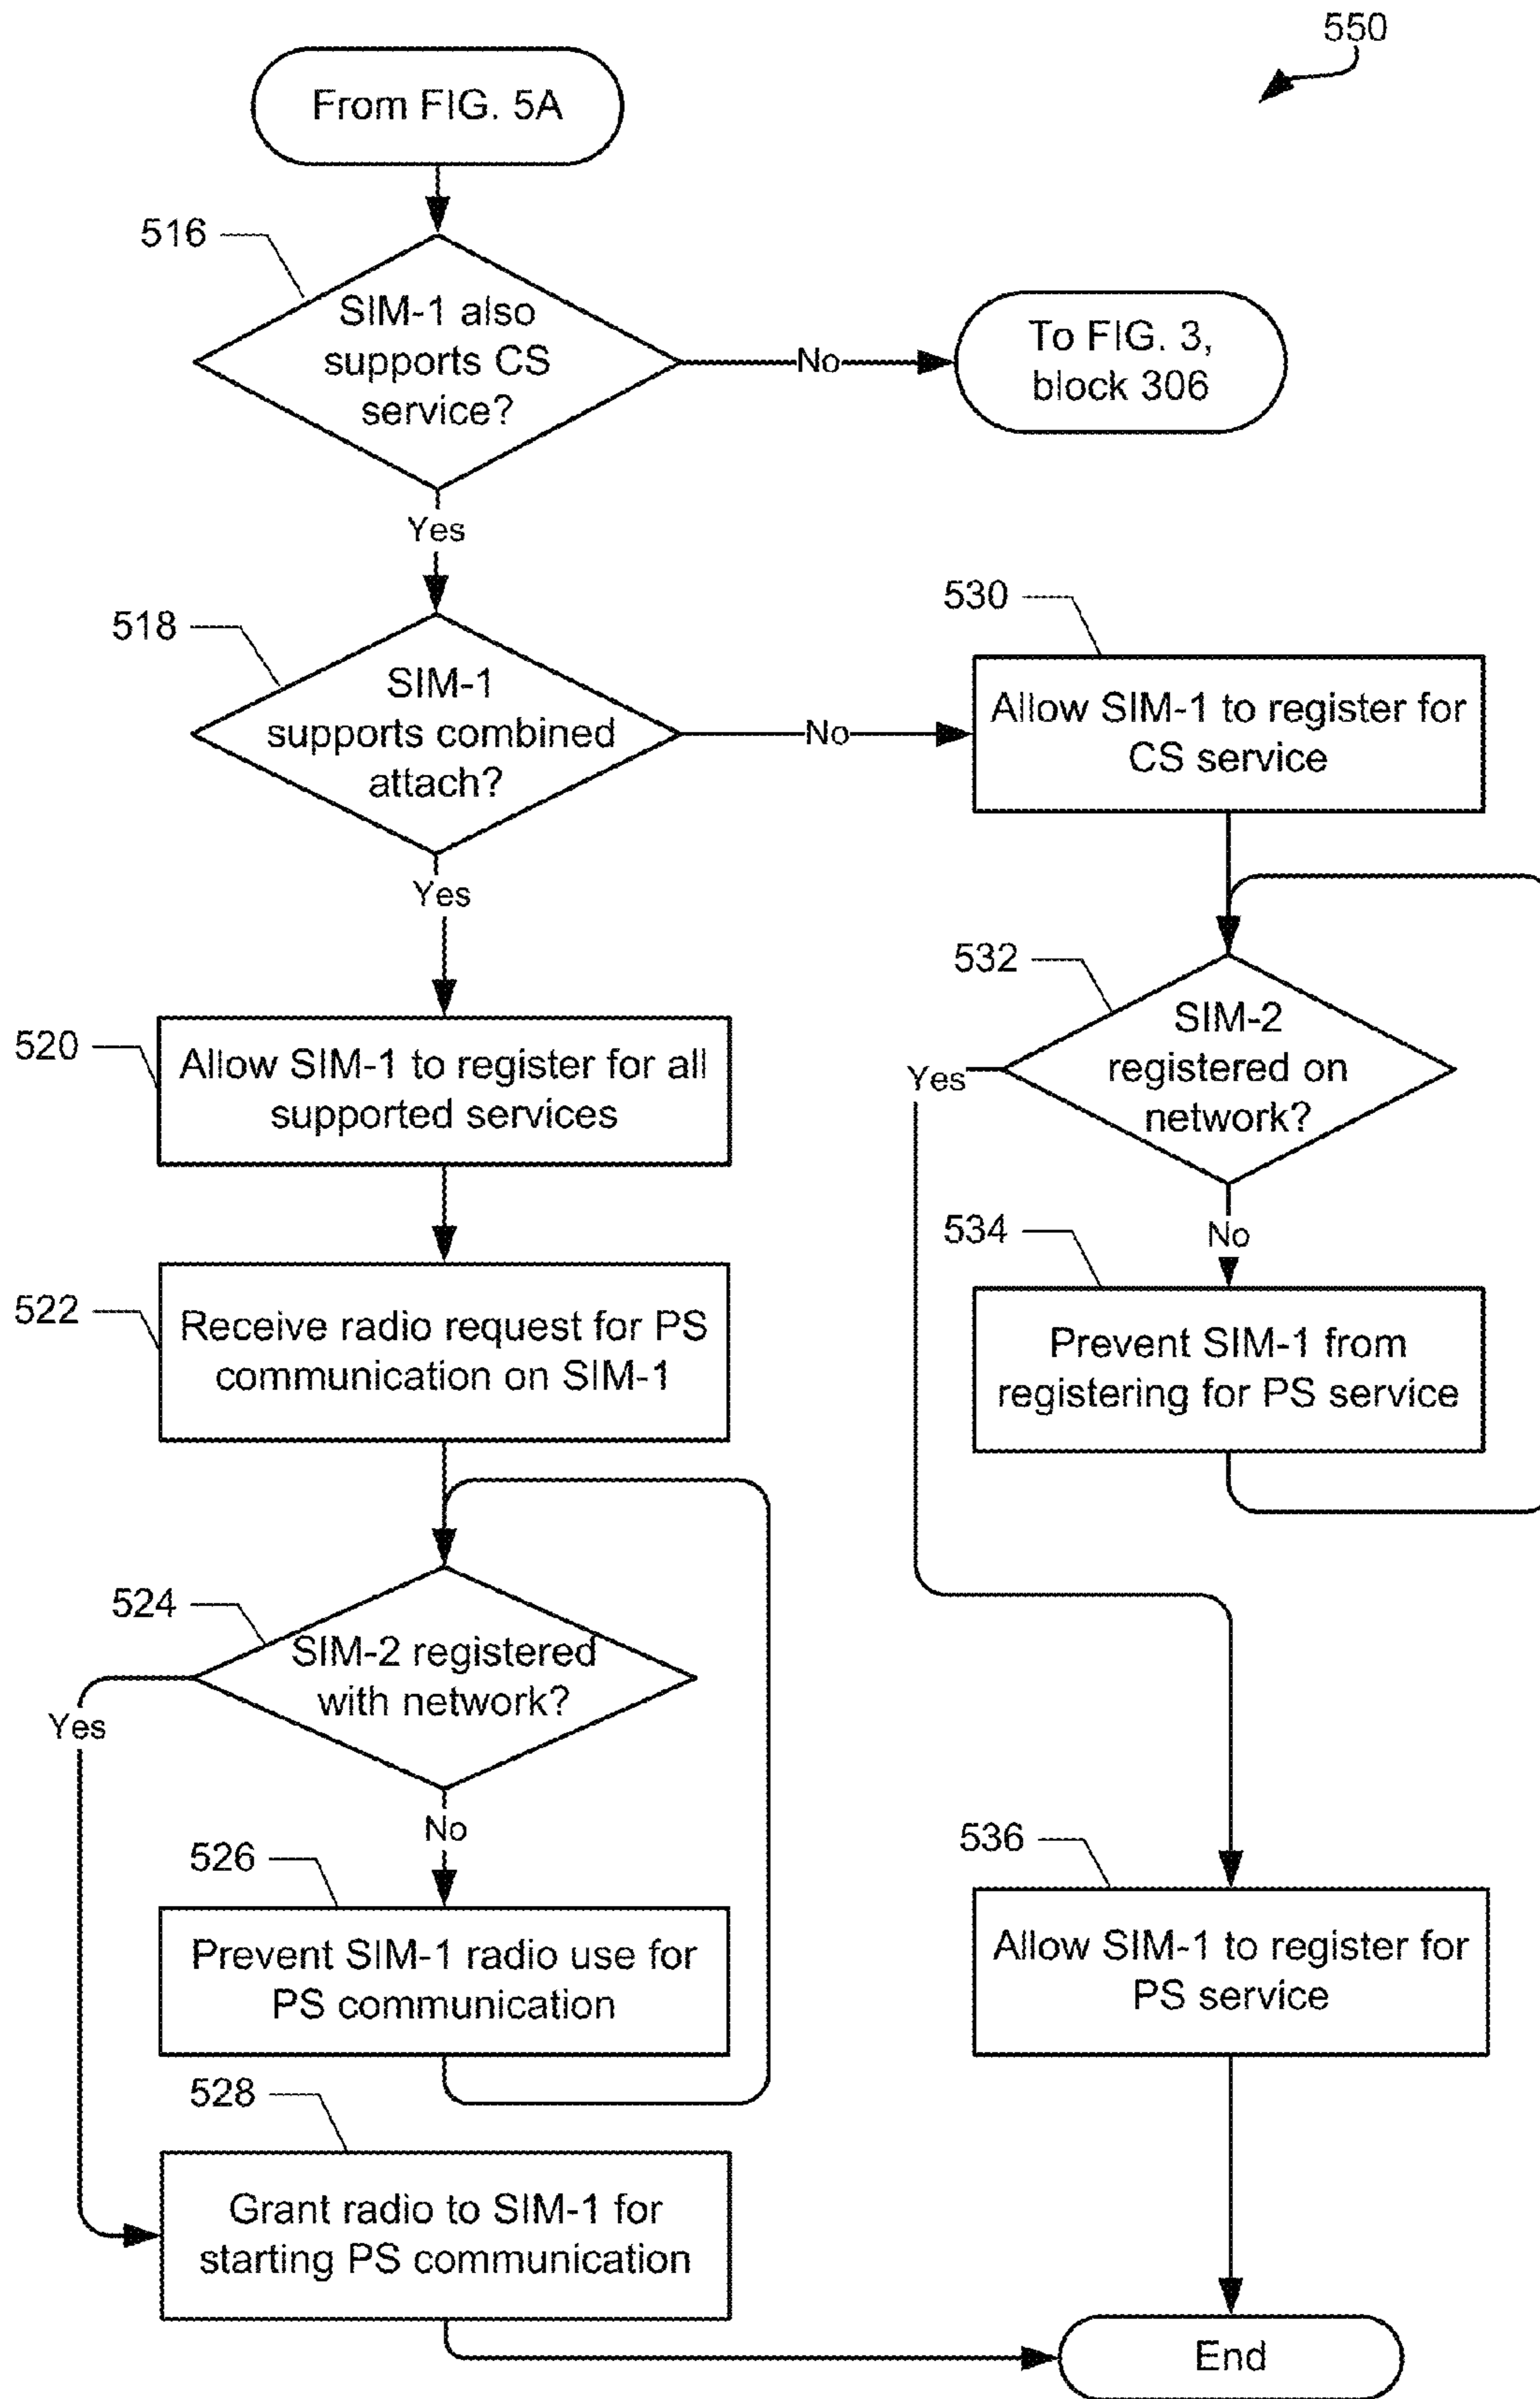 550
From FIG. 5A
516
SIM-1 also
supports CS
service?
No
To FIG. 3,
block 306
Yes
518
SIM-1
supports combined
attach?
No
530
Allow SIM-1 to register for
CS service
Yes
520
Allow SIM-1 to register for all
supported services
532
SIM-2
registered on
network?
Yes
No
522
Receive radio request for PS
communication on SIM-1
534
Prevent SIM-1 from
registering for PS service
524
SIM-2 registered
with network?
Yes
No
526
Prevent SIM-1 radio use for
PS communication
528
Grant radio to SIM-1 for
starting PS communication
536
Allow SIM-1 to register for
PS service
End